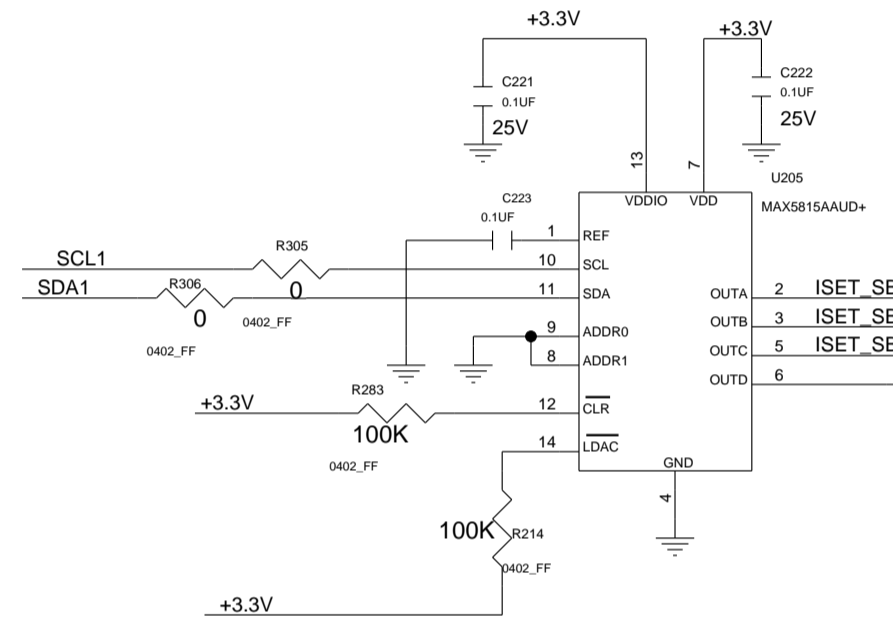 +3.3V
+3.3V
C221
0.1UF
25V
C222
0.1UF
25V
13
7
U205
MAX5815AAUD+
VDDIO
VDD
C223
0.1UF
1
REF
SCL1
R305
0
0402_FF
10
SCL
SDA1
R306
0
0402_FF
11
SDA
9
ADDR0
8
ADDR1
OUTA
2
ISET_SE
OUTB
3
ISET_SE
OUTC
5
ISET_SE
OUTD
6
+3.3V
R283
100K
0402_FF
12
CLR
14
LDAC
GND
4
100K
R214
0402_FF
+3.3V